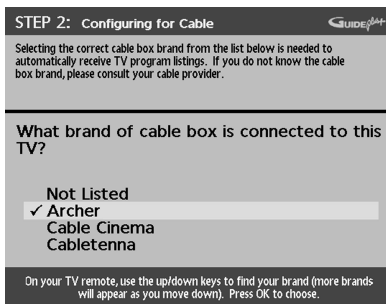 STEP 2: Configuring for Cable
GUIDE plus+
Selecting the correct cable box brand from the list below is needed to
automatically receive TV program listings. If you do not know the cable
box brand, please consult your cable provider.
What brand of cable box is connected to this
TV?
Not Listed
✓ Archer
Cable Cinema
Cabletenna
On your TV remote, use the up/down keys to find your brand (more brands
will appear as you move down). Press OK to choose.